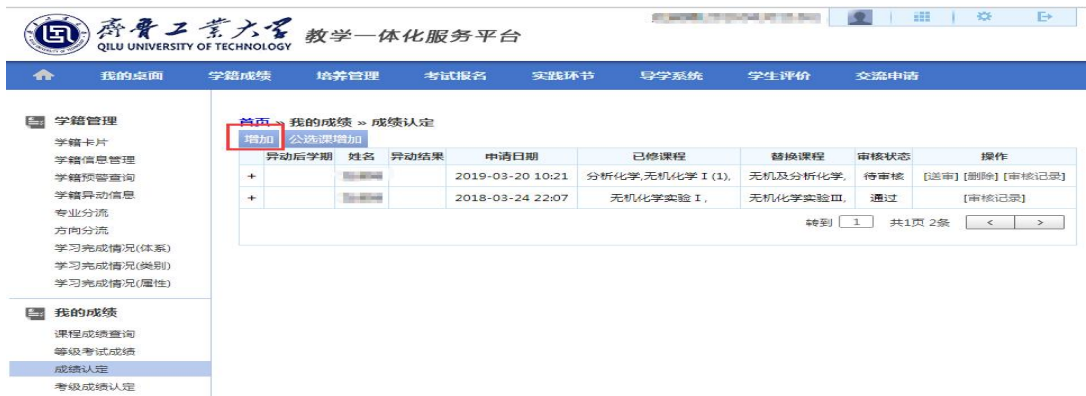 齊魯工業大學
QILU UNIVERSITY OF TECHNOLOGY
教学一体化服务平台
我的桌面 学籍成绩 培养管理 考试报名 实践环节 导学系统 学生评价 交流申请
学籍管理
学籍卡片
学籍信息管理
学籍预警查询
学籍异动信息
专业分流
方向分流
学习完成情况(体系)
学习完成情况(类别)
学习完成情况(属性)
我的成绩
课程成绩查询
等级考试成绩
成绩认定
考级成绩认定
首页 » 我的成绩 » 成绩认定
增加 公选课增加
异动后学期 姓名 异动结果 申请日期 已修课程 替换课程 审核状态 操作
+ 2019-03-20 10:21 分析化学,无机化学Ⅰ(1), 无机及分析化学, 待审核 [送审] [删除] [审核记录]
+ 2018-03-24 22:07 无机化学实验Ⅰ, 无机化学实验Ⅲ, 通过 [审核记录]
转到 1 共1页 2条 < >